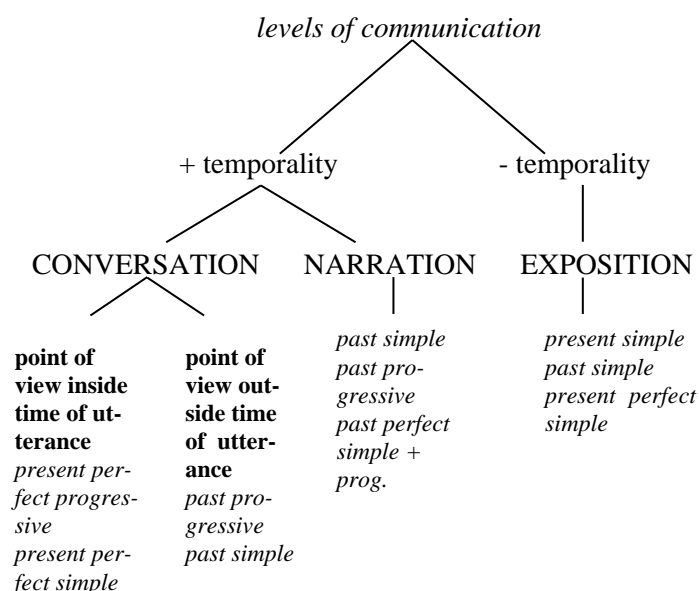 levels of communication
+ temporality
- temporality
CONVERSATION
NARRATION
EXPOSITION
point of
view inside
time of ut-
terance
present per-
fect progres-
sive
present per-
fect simple
point of
view out-
side time
of utter-
ance
past pro-
gressive
past simple
past simple
past pro-
gressive
past perfect
simple +
prog.
present simple
past simple
present perfect
simple